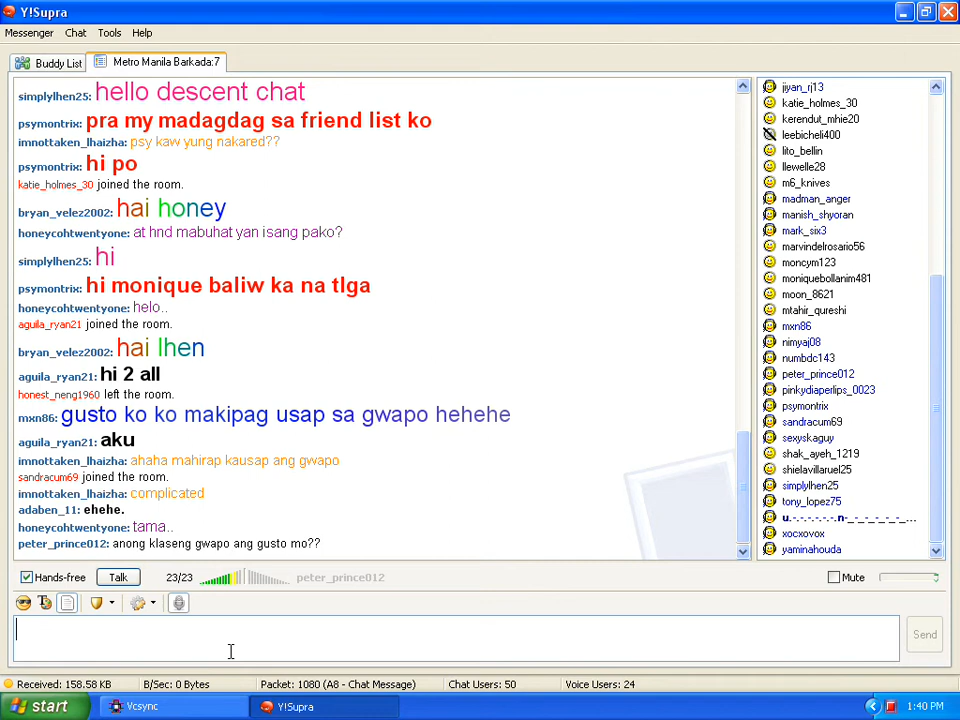 Y!Supra
Messenger Chat Tools Help
Buddy List
Metro Manila Barkada:7
simplylhen25: hello descent chat
psymontrix: pra my madagdag sa friend list ko
imnottaken_lhaizha: psy kaw yung nakared??
psymontrix: hi po
katie_holmes_30 joined the room.
bryan_velez2002: hai honey
honeycohtwentyone: at hnd mabuhat yan isang pako?
simplylhen25: hi
psymontrix: hi monique baliw ka na tlga
honeycohtwentyone: helo..
aguila_ryan21 joined the room.
bryan_velez2002: hai lhen
aguila_ryan21: hi 2 all
honest_neng1960 left the room.
mxn86: gusto ko ko makipag usap sa gwapo hehehe
aguila_ryan21: aku
imnottaken_lhaizha: ahaha mahirap kausap ang gwapo
sandracum69 joined the room.
imnottaken_lhaizha: complicated
adaben_11: ehehe.
honeycohtwentyone: tama..
peter_prince012: anong klaseng gwapo ang gusto mo??
jiyan_rj13
katie_holmes_30
kerendut_mhie20
leebicheli400
lito_bellin
llewelle28
m6_knives
madman_anger
manish_shyoran
mark_six3
marvindelrosario56
moncym123
moniquebollanim481
moon_8621
mtahir_qureshi
mxn86
nimyaj08
numbdc143
peter_prince012
pinkydiaperlips_0023
psymontrix
sandracum69
sexyskaguy
shak_ayeh_1219
shielavillaruel25
simplylhen25
tony_lopez75
u.-.-.-.-.-.n-_-_-_-_-_...
xocxovox
yaminahouda
Hands-free Talk 23/23 peter_prince012 Mute
Send
Received: 158.58 KB B/Sec: 0 Bytes Packet: 1080 (A8 - Chat Message) Chat Users: 50 Voice Users: 24
start Vcsync Y!Supra 1:40 PM